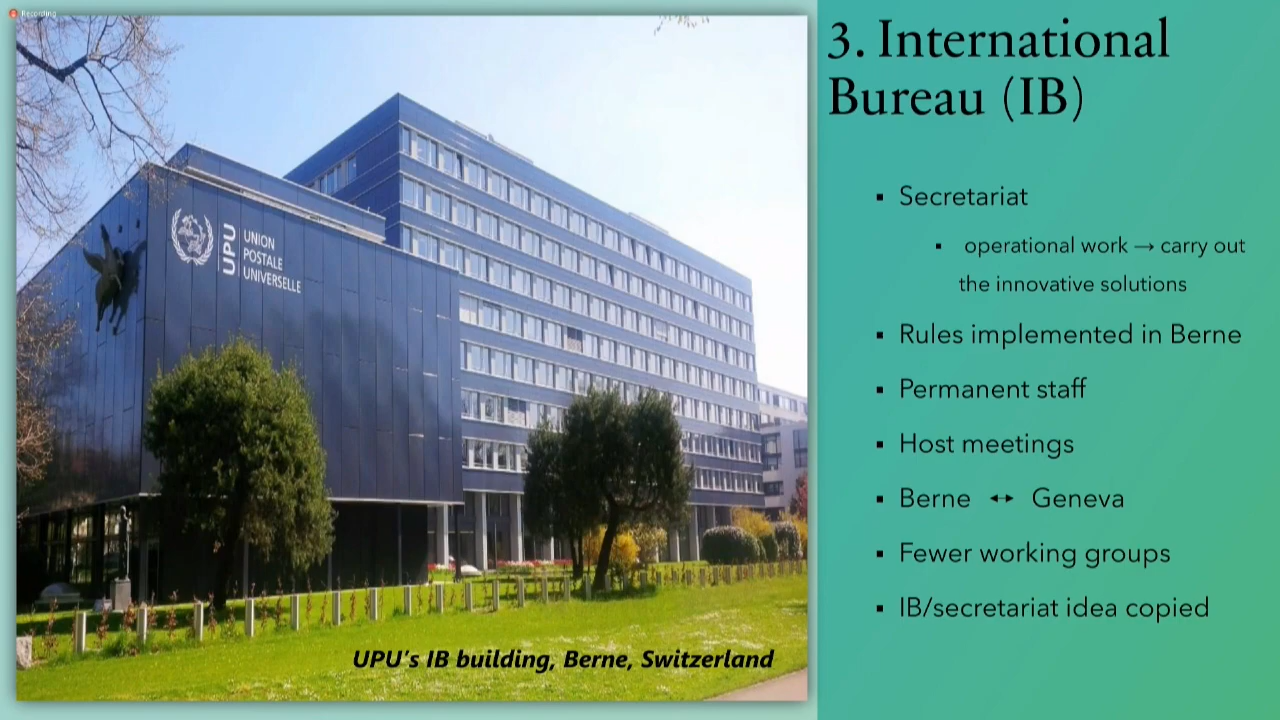 Recording
3. International
Bureau (IB)
UPU
UNION
POSTALE
UNIVERSELLE
▪ Secretariat
▪ operational work → carry out
the innovative solutions
▪ Rules implemented in Berne
▪ Permanent staff
▪ Host meetings
▪ Berne ↔ Geneva
▪ Fewer working groups
▪ IB/secretariat idea copied
UPU's IB building, Berne, Switzerland